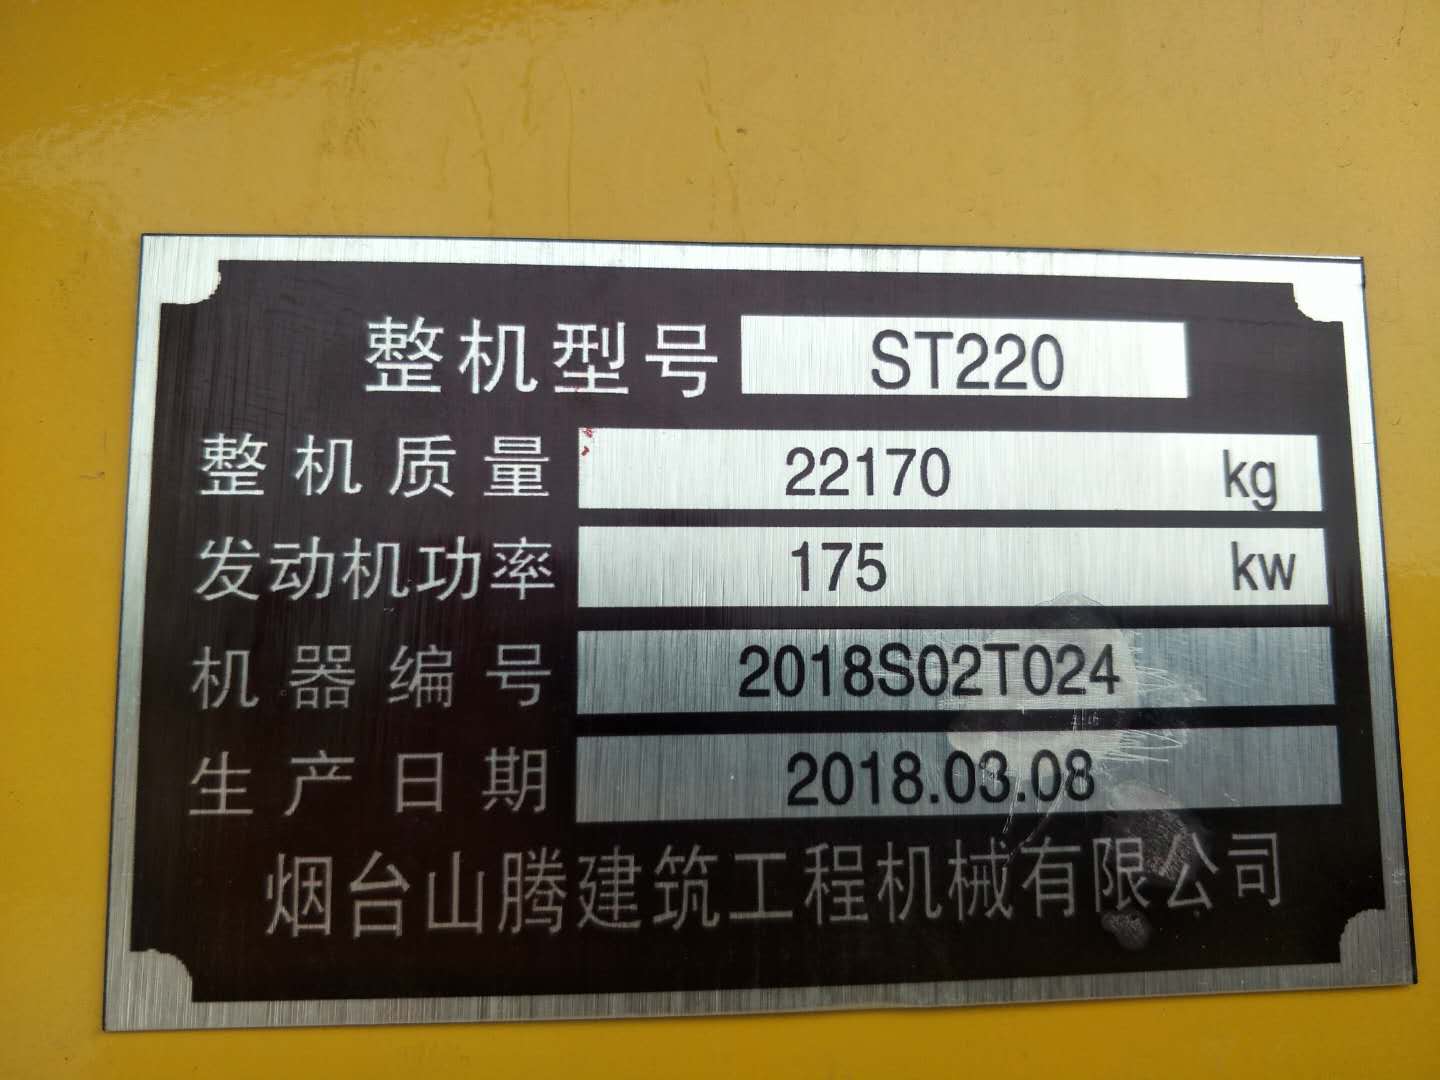 整机型号 ST220
整机质量 22170 kg
发动机功率 175 kw
机器编号 2018S02T024
生产日期 2018.03.08
烟台山腾建筑工程机械有限公司